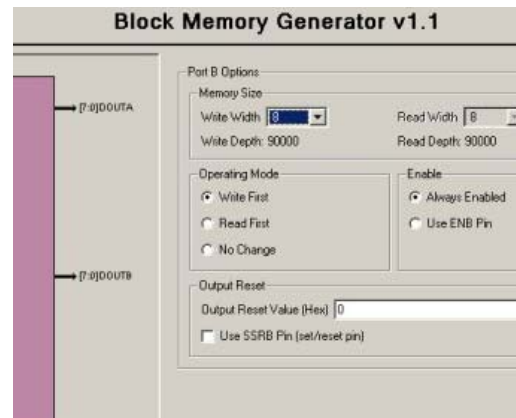 Block Memory Generator v1.1
[7:0]DOUTA
[7:0]DOUTB
Port B Options
Memory Size
Write Width 8
Read Width 8
Write Depth: 90000
Read Depth: 90000
Operating Mode
Write First
Read First
No Change
Enable
Always Enabled
Use ENB Pin
Output Reset
Output Reset Value (Hex) 0
Use SSRB Pin (set/reset pin)